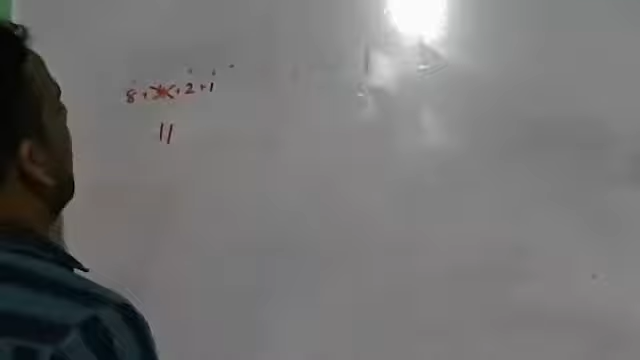 8 + + 2 + 1
11